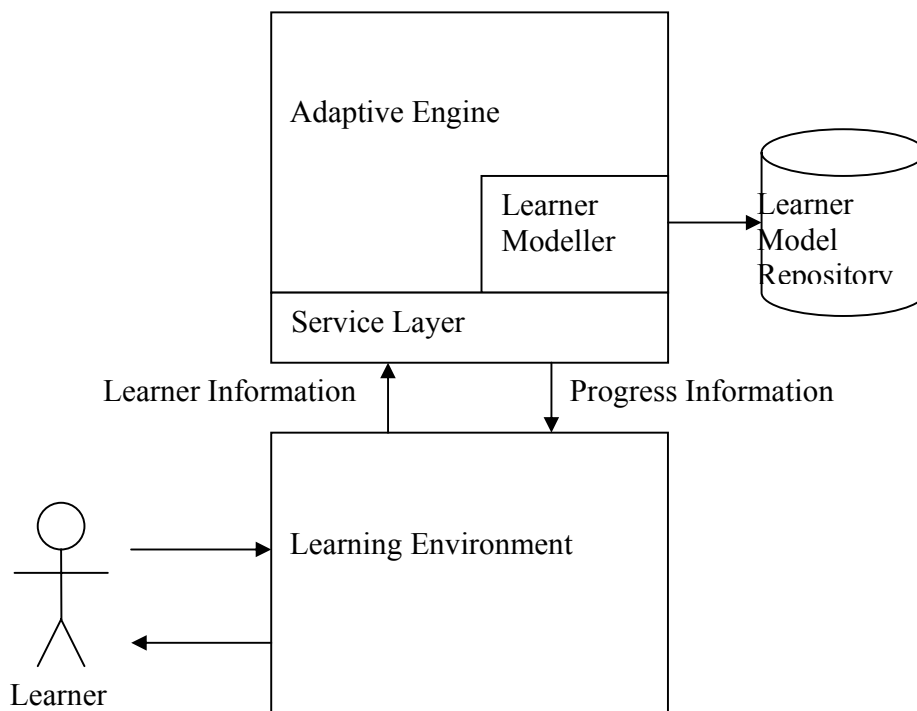 Adaptive Engine
Learner
Modeller
Learner
Model
Repository
Service Layer
Learner Information
Progress Information
Learning Environment
Learner